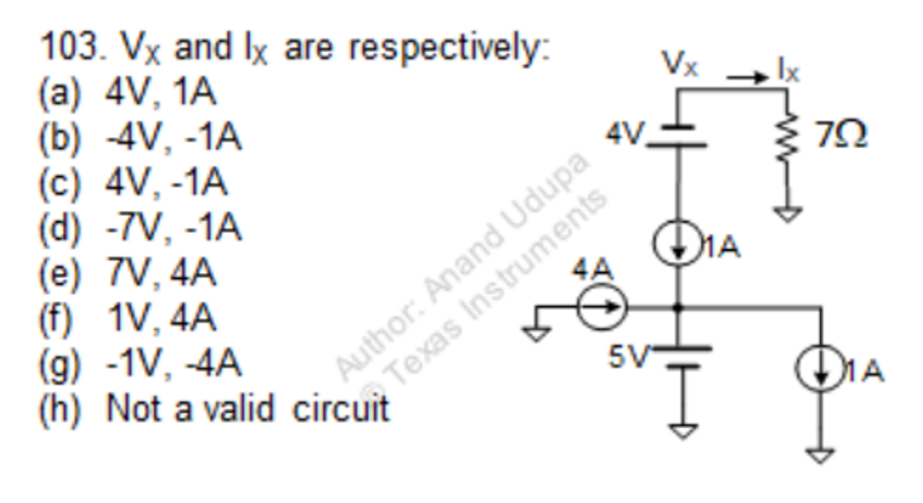 103. Vx and Ix are respectively:
(a) 4V, 1A
(b) -4V, -1A
(c) 4V, -1A
(d) -7V, -1A
(e) 7V, 4A
(f) 1V, 4A
(g) -1V, -4A
(h) Not a valid circuit
Vx
Ix
4V
7Ω
1A
4A
5V
1A
Author: Anand Udupa
© Texas Instruments